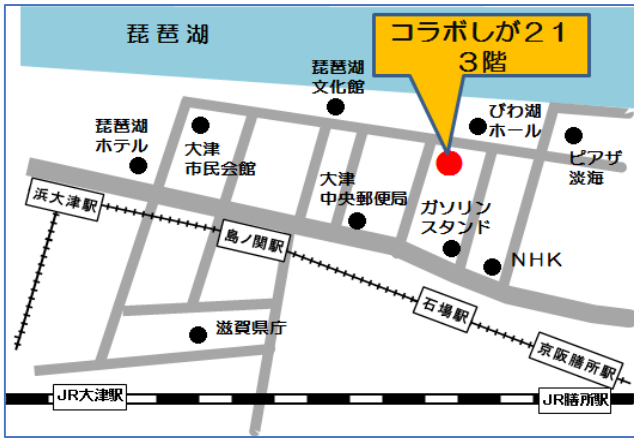 琵琶湖
コラボしが21
3階
琵琶湖
文化館
びわ湖
ホール
琵琶湖
ホテル
大津
市民会館
ピアザ
淡海
大津
中央郵便局
ガソリン
スタンド
浜大津駅
島ノ関駅
NHK
石場駅
滋賀県庁
京阪膳所駅
JR大津駅
JR膳所駅